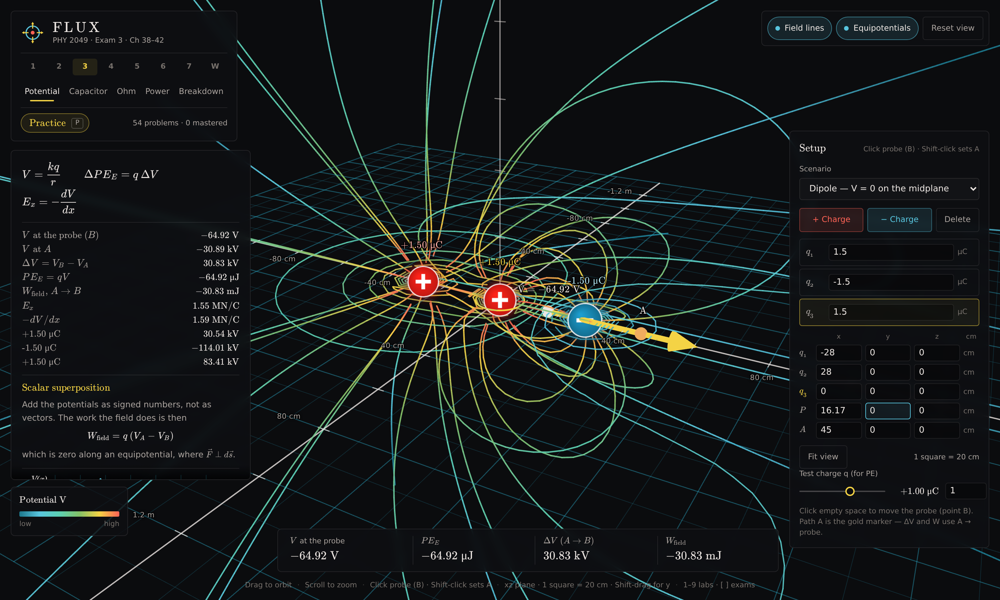 FLUX
PHY 2049 · Exam 3 · Ch 38–42
1 2 3 4 5 6 7 W
Potential Capacitor Ohm Power Breakdown
Practice P 54 problems · 0 mastered
V = kq/r ΔPE_E = q ΔV
E_x = −dV/dx
V at the probe (B) −64.92 V
V at A −30.89 kV
ΔV = V_B − V_A 30.83 kV
PE_E = qV −64.92 μJ
W_field, A → B −30.83 mJ
E_x 1.55 MN/C
−dV/dx 1.59 MN/C
+1.50 μC 30.54 kV
-1.50 μC −114.01 kV
+1.50 μC 83.41 kV
Scalar superposition
Add the potentials as signed numbers, not as
vectors. The work the field does is then
W_field = q (V_A − V_B)
which is zero along an equipotential, where F⃗ ⊥ ds⃗.
V(x)
Potential V
low high
1.2 m
-1.2 m
-80 cm
-40 cm
-80 cm
-40 cm
40 cm
80 cm
40 cm
80 cm
+1.50 μC
+1.50 μC
-1.50 μC
V = −64.92 V
A
Field lines Equipotentials Reset view
Setup Click probe (B) · Shift-click sets A
Scenario
Dipole — V = 0 on the midplane
+ Charge − Charge Delete
q₁ 1.5 μC
q₂ -1.5 μC
q₃ 1.5 μC
x y z cm
q₁ -28 0 0 cm
q₂ 28 0 0 cm
q₃ 0 0 0 cm
P 16.17 0 0 cm
A 45 0 0 cm
Fit view 1 square = 20 cm
Test charge q (for PE)
+1.00 μC 1
Click empty space to move the probe (point B).
Path A is the gold marker — ΔV and W use A →
probe.
V at the probe PE_E ΔV (A → B) W_field
−64.92 V −64.92 μJ 30.83 kV −30.83 mJ
Drag to orbit · Scroll to zoom · Click probe (B) · Shift-click sets A · xz plane · 1 square = 20 cm · Shift-drag for y · 1–9 labs · [ ] exams